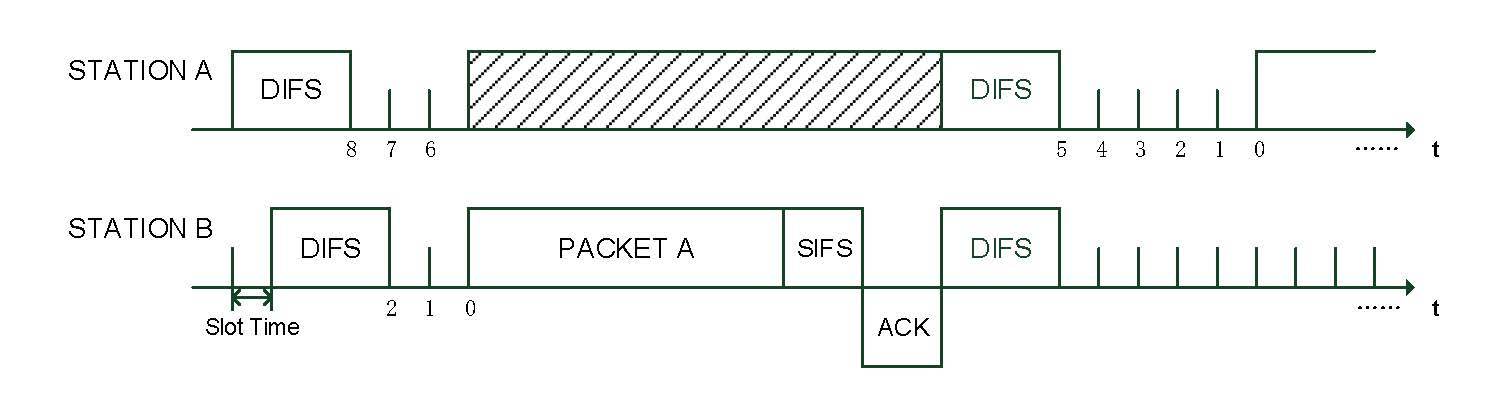 STATION A
DIFS
DIFS
8 7 6 5 4 3 2 1 0 ...... t
STATION B
DIFS
PACKET A
SIFS
DIFS
2 1 0 ...... t
Slot Time
ACK